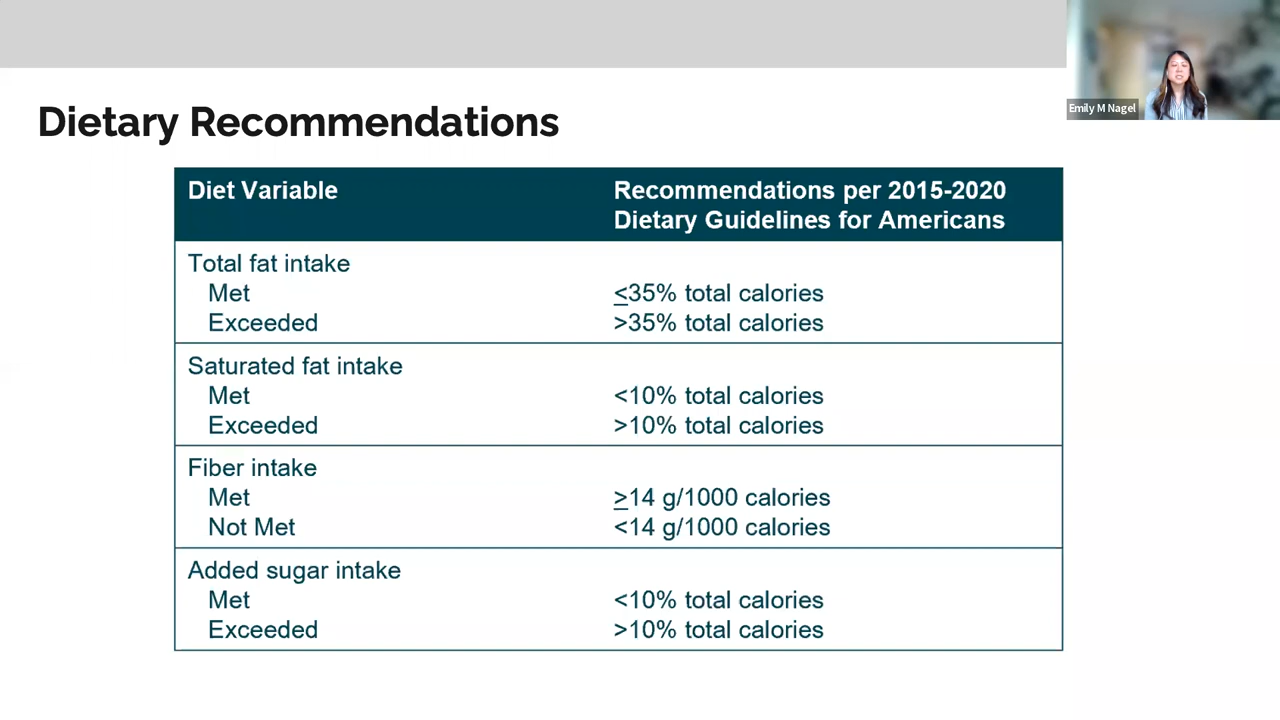 Emily M Nagel
Dietary Recommendations
Diet Variable
Recommendations per 2015-2020
Dietary Guidelines for Americans
Total fat intake
Met
≤35% total calories
Exceeded
>35% total calories
Saturated fat intake
Met
<10% total calories
Exceeded
>10% total calories
Fiber intake
Met
≥14 g/1000 calories
Not Met
<14 g/1000 calories
Added sugar intake
Met
<10% total calories
Exceeded
>10% total calories